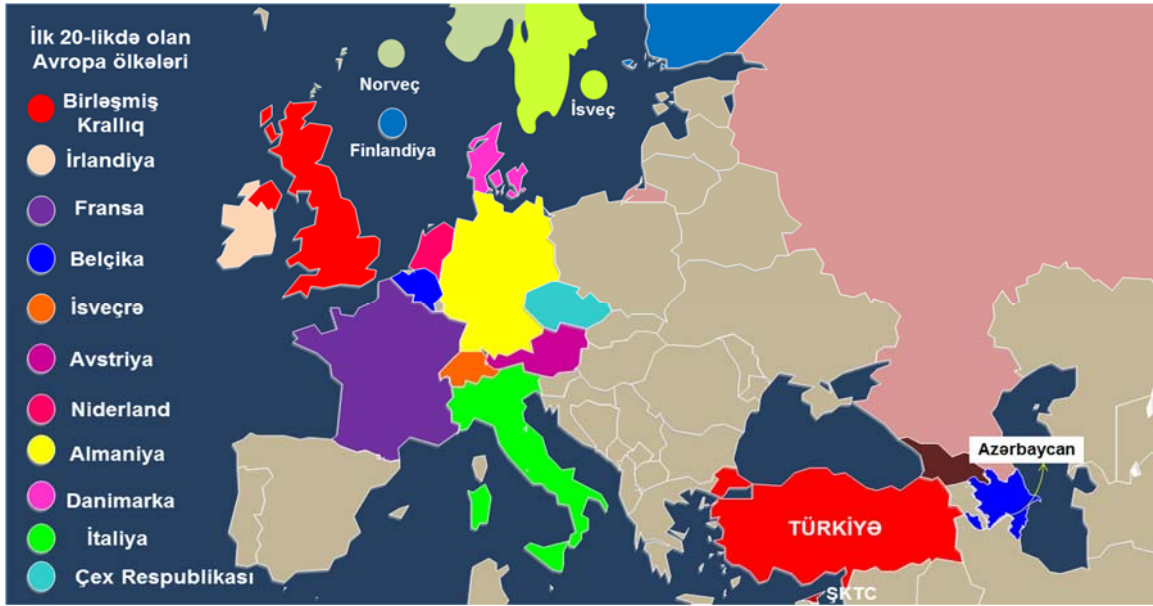 İlk 20-likdə olan
Avropa ölkələri
Birləşmiş
Krallıq
İrlandiya
Fransa
Belçika
İsveçrə
Avstriya
Niderland
Almaniya
Danimarka
İtaliya
Çex Respublikası
Norveç
İsveç
Finlandiya
Azərbaycan
TÜRKİYƏ
ŞKTC